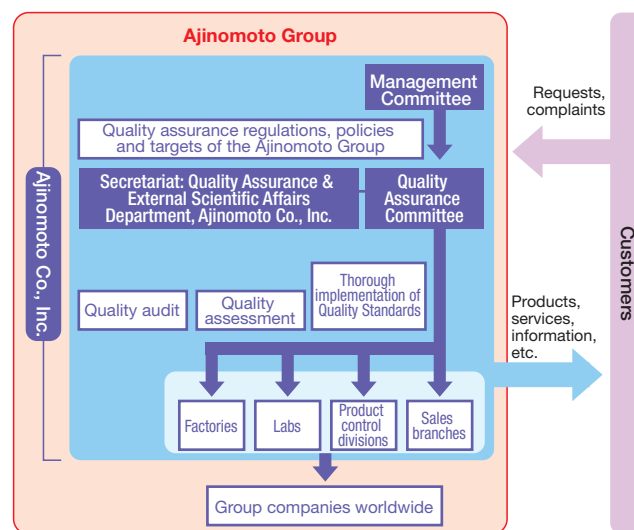 Ajinomoto Group
Management
Committee
Requests,
complaints
Quality assurance regulations, policies
and targets of the Ajinomoto Group
Secretariat: Quality Assurance &
External Scientific Affairs
Department, Ajinomoto Co., Inc.
Quality
Assurance
Committee
Ajinomoto Co., Inc.
Customers
Quality audit
Quality
assessment
Thorough
implementation of
Quality Standards
Products,
services,
information,
etc.
Factories
Labs
Product
control
divisions
Sales
branches
Group companies worldwide